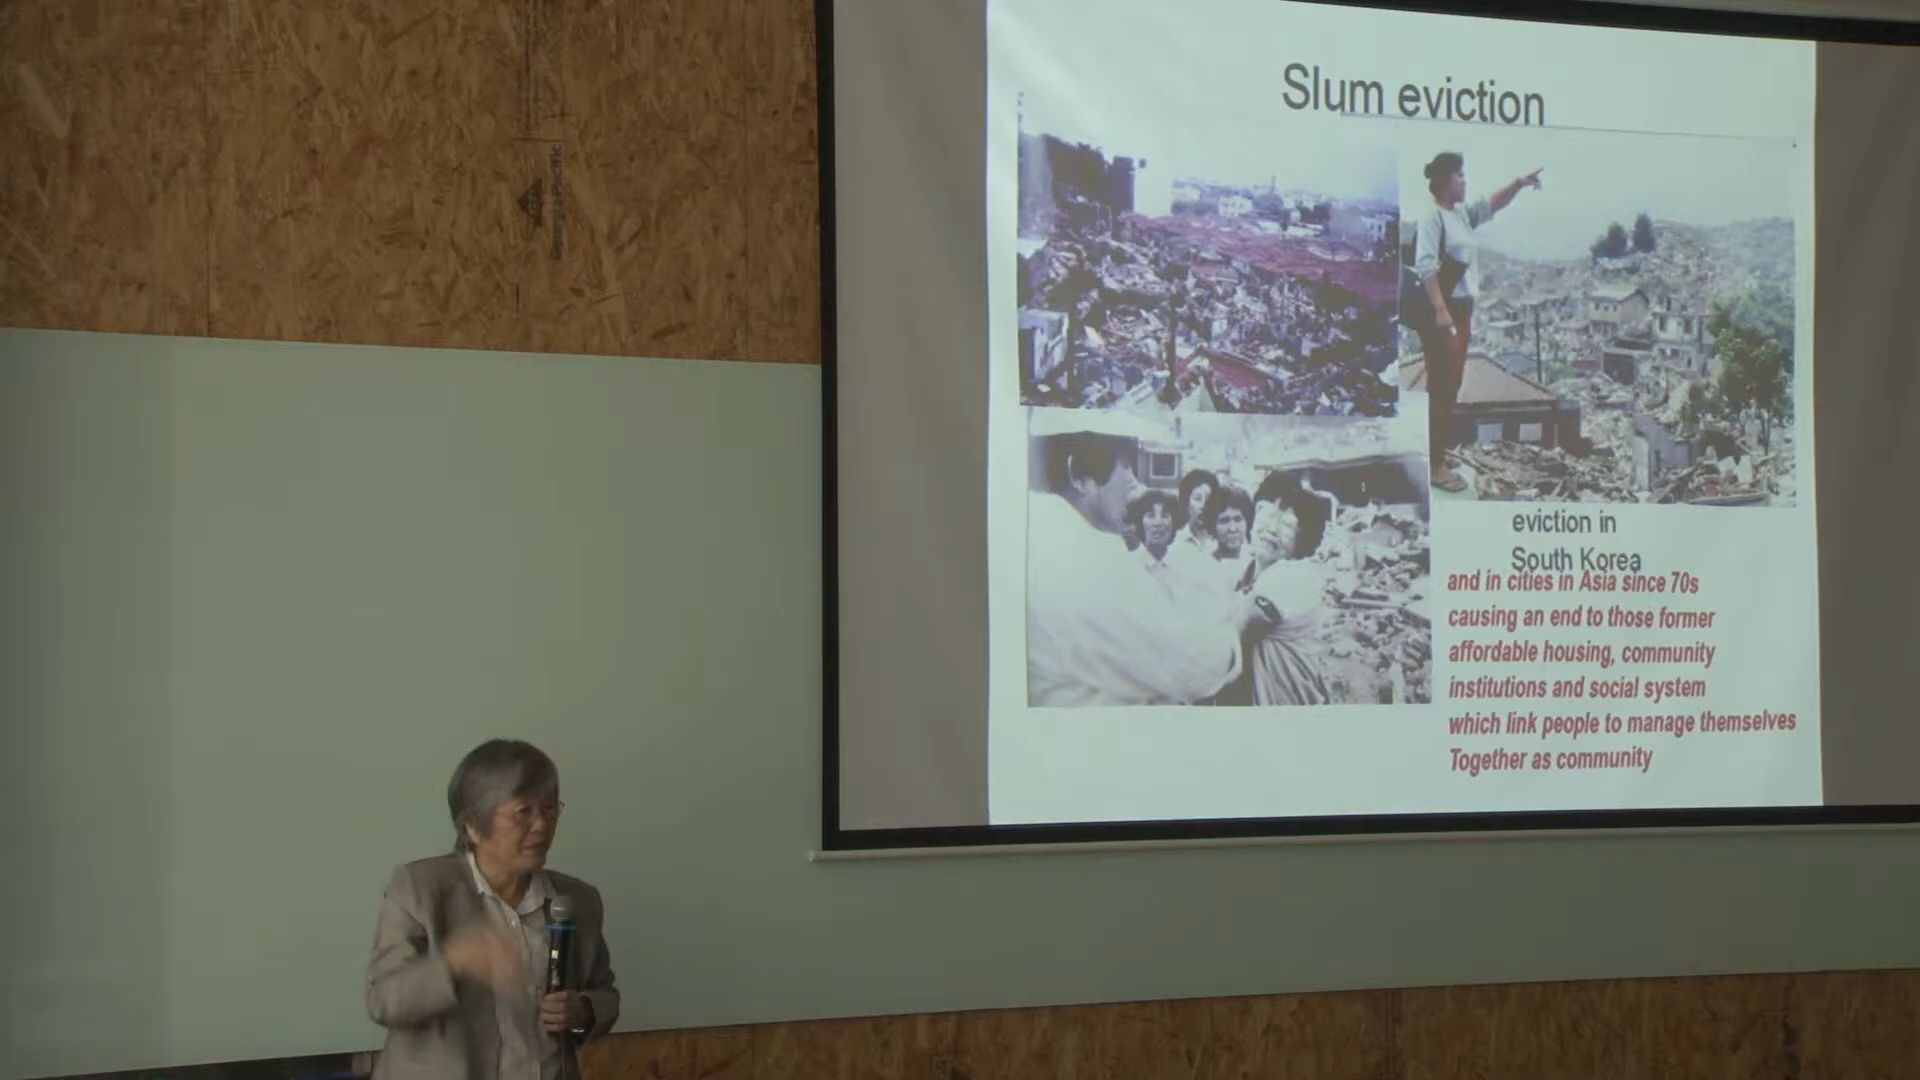 Slum eviction
eviction in
South Korea
and in cities in Asia since 70s
causing an end to those former
affordable housing, community
institutions and social system
which link people to manage themselves
Together as community